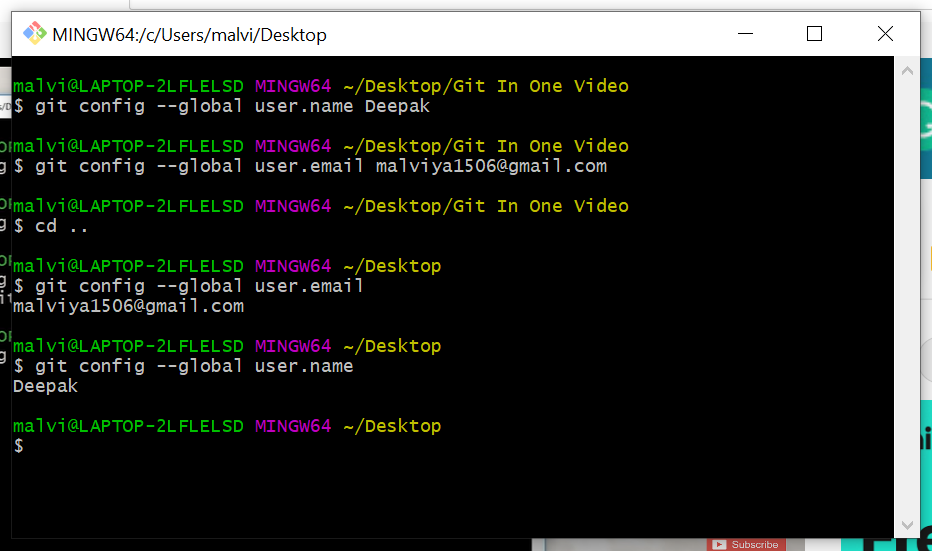 MINGW64:/c/Users/malvi/Desktop
malvi@LAPTOP-2LFLELSD MINGW64 ~/Desktop/Git In One Video
$ git config --global user.name Deepak
malvi@LAPTOP-2LFLELSD MINGW64 ~/Desktop/Git In One Video
$ git config --global user.email malviya1506@gmail.com
malvi@LAPTOP-2LFLELSD MINGW64 ~/Desktop/Git In One Video
$ cd ..
malvi@LAPTOP-2LFLELSD MINGW64 ~/Desktop
$ git config --global user.email
malviya1506@gmail.com
malvi@LAPTOP-2LFLELSD MINGW64 ~/Desktop
$ git config --global user.name
Deepak
malvi@LAPTOP-2LFLELSD MINGW64 ~/Desktop
$
Subscribe